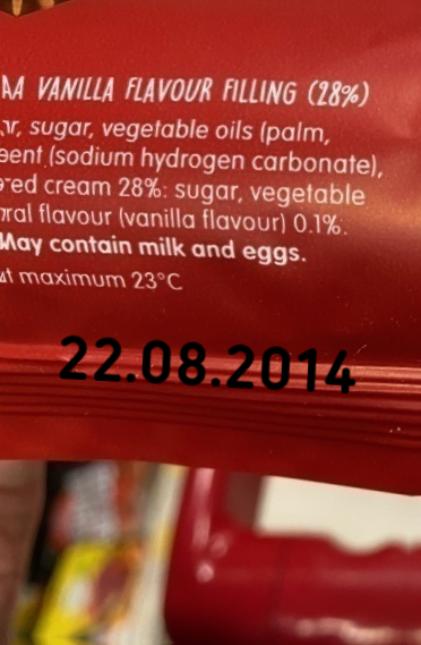 VANILLA FLAVOUR FILLING (28%)
sugar, vegetable oils (palm,
(sodium hydrogen carbonate),
cream 28%: sugar, vegetable
flavour (vanilla flavour) 0.1%.
May contain milk and eggs.
maximum 23°C
22.08.2014